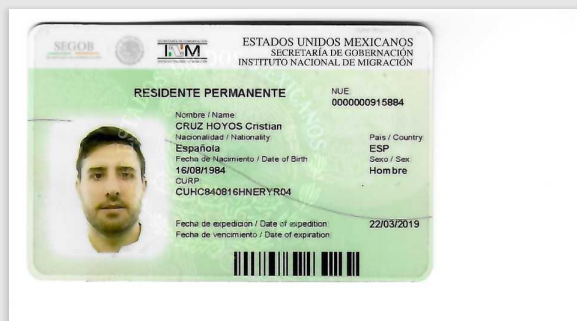 SEGOB
INM
ESTADOS UNIDOS MEXICANOS
SECRETARÍA DE GOBERNACIÓN
INSTITUTO NACIONAL DE MIGRACIÓN
RESIDENTE PERMANENTE
NUE
0000000915884
Nombre / Name
CRUZ HOYOS Cristian
Nacionalidad / Nationality
País / Country
Española
ESP
Fecha de Nacimiento / Date of Birth
Sexo / Sex
16/08/1984
Hombre
CURP
CUHC840816HNERYR04
Fecha de expedición / Date of expedition
22/03/2019
Fecha de vencimiento / Date of expiration